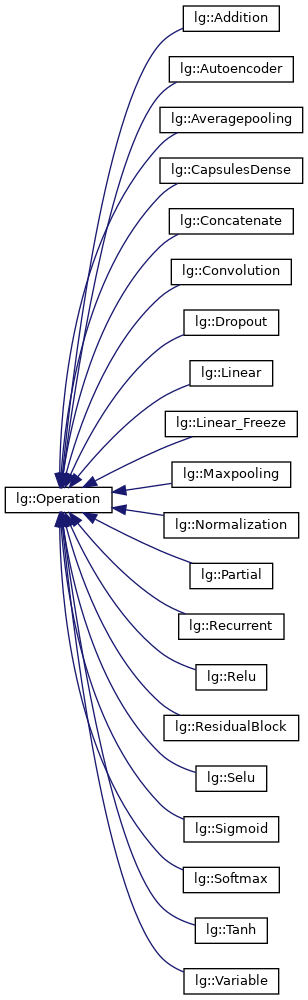 lg::Addition
lg::Autoencoder
lg::Averagepooling
lg::CapsulesDense
lg::Concatenate
lg::Convolution
lg::Dropout
lg::Linear
lg::Linear_Freeze
lg::Maxpooling
lg::Operation
lg::Normalization
lg::Partial
lg::Recurrent
lg::Relu
lg::ResidualBlock
lg::Selu
lg::Sigmoid
lg::Softmax
lg::Tanh
lg::Variable